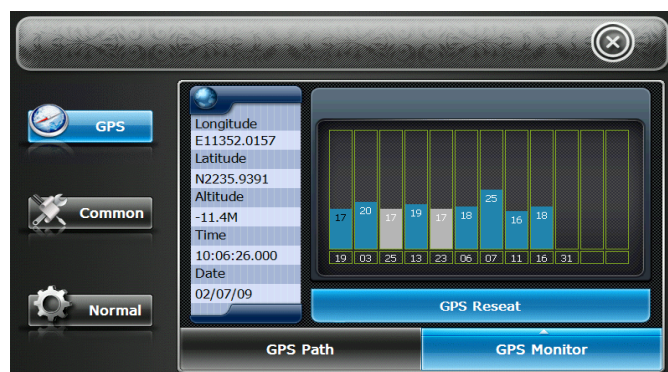 GPS
Common
Normal
Longitude
E11352.0157
Latitude
N2235.9391
Altitude
-11.4M
Time
10:06:26.000
Date
02/07/09
17 20 17 19 17 18 25 16 18
19 03 25 13 23 06 07 11 16 31
GPS Reseat
GPS Path
GPS Monitor